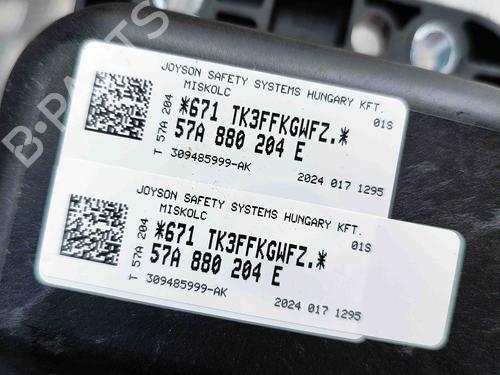 JOYSON SAFETY SYSTEMS HUNGARY KFT.
MISKOLC
01S
57A 204
*671 TK3FFKGWFZ.*
57A 880 204 E
T 309485999-AK
2024 017 1295
JOYSON SAFETY SYSTEMS HUNGARY KFT.
MISKOLC
01S
57A 204
*671 TK3FFKGWFZ.*
57A 880 204 E
T 309485999-AK
2024 017 1295
B-PARTS